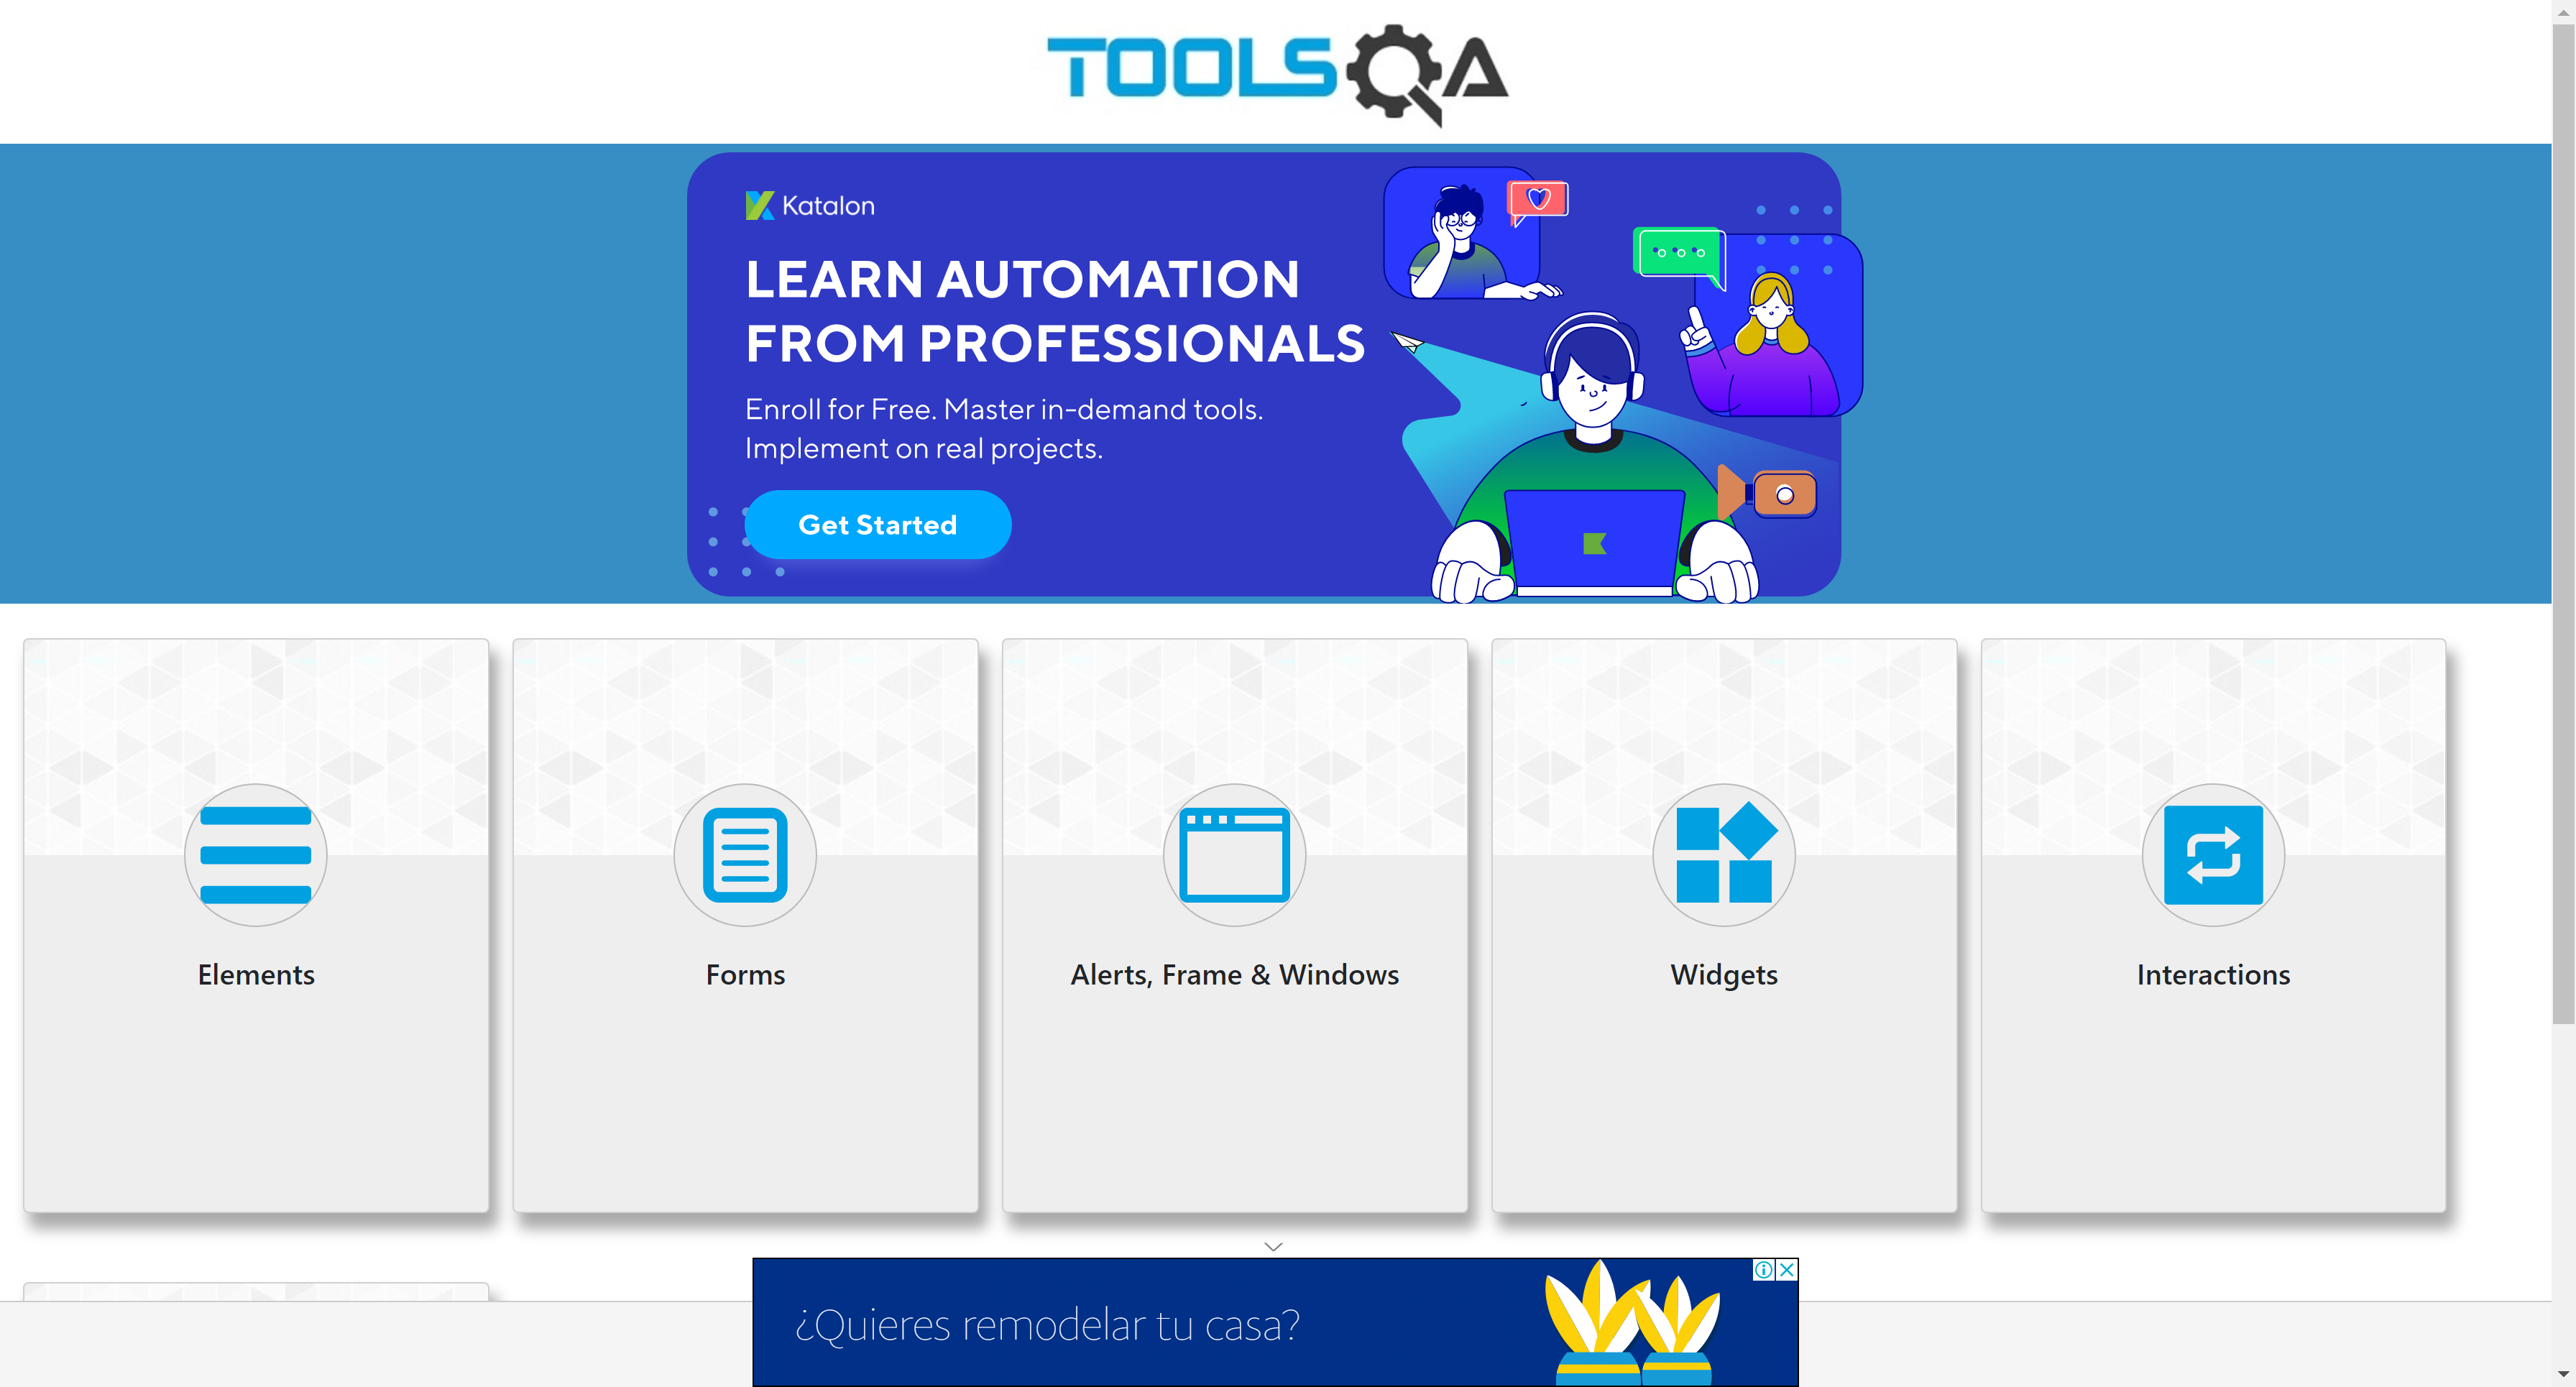 TOOLSQA
Katalon
LEARN AUTOMATION
FROM PROFESSIONALS
Enroll for Free. Master in-demand tools.
Implement on real projects.
Get Started
Elements
Forms
Alerts, Frame & Windows
Widgets
Interactions
¿Quieres remodelar tu casa?